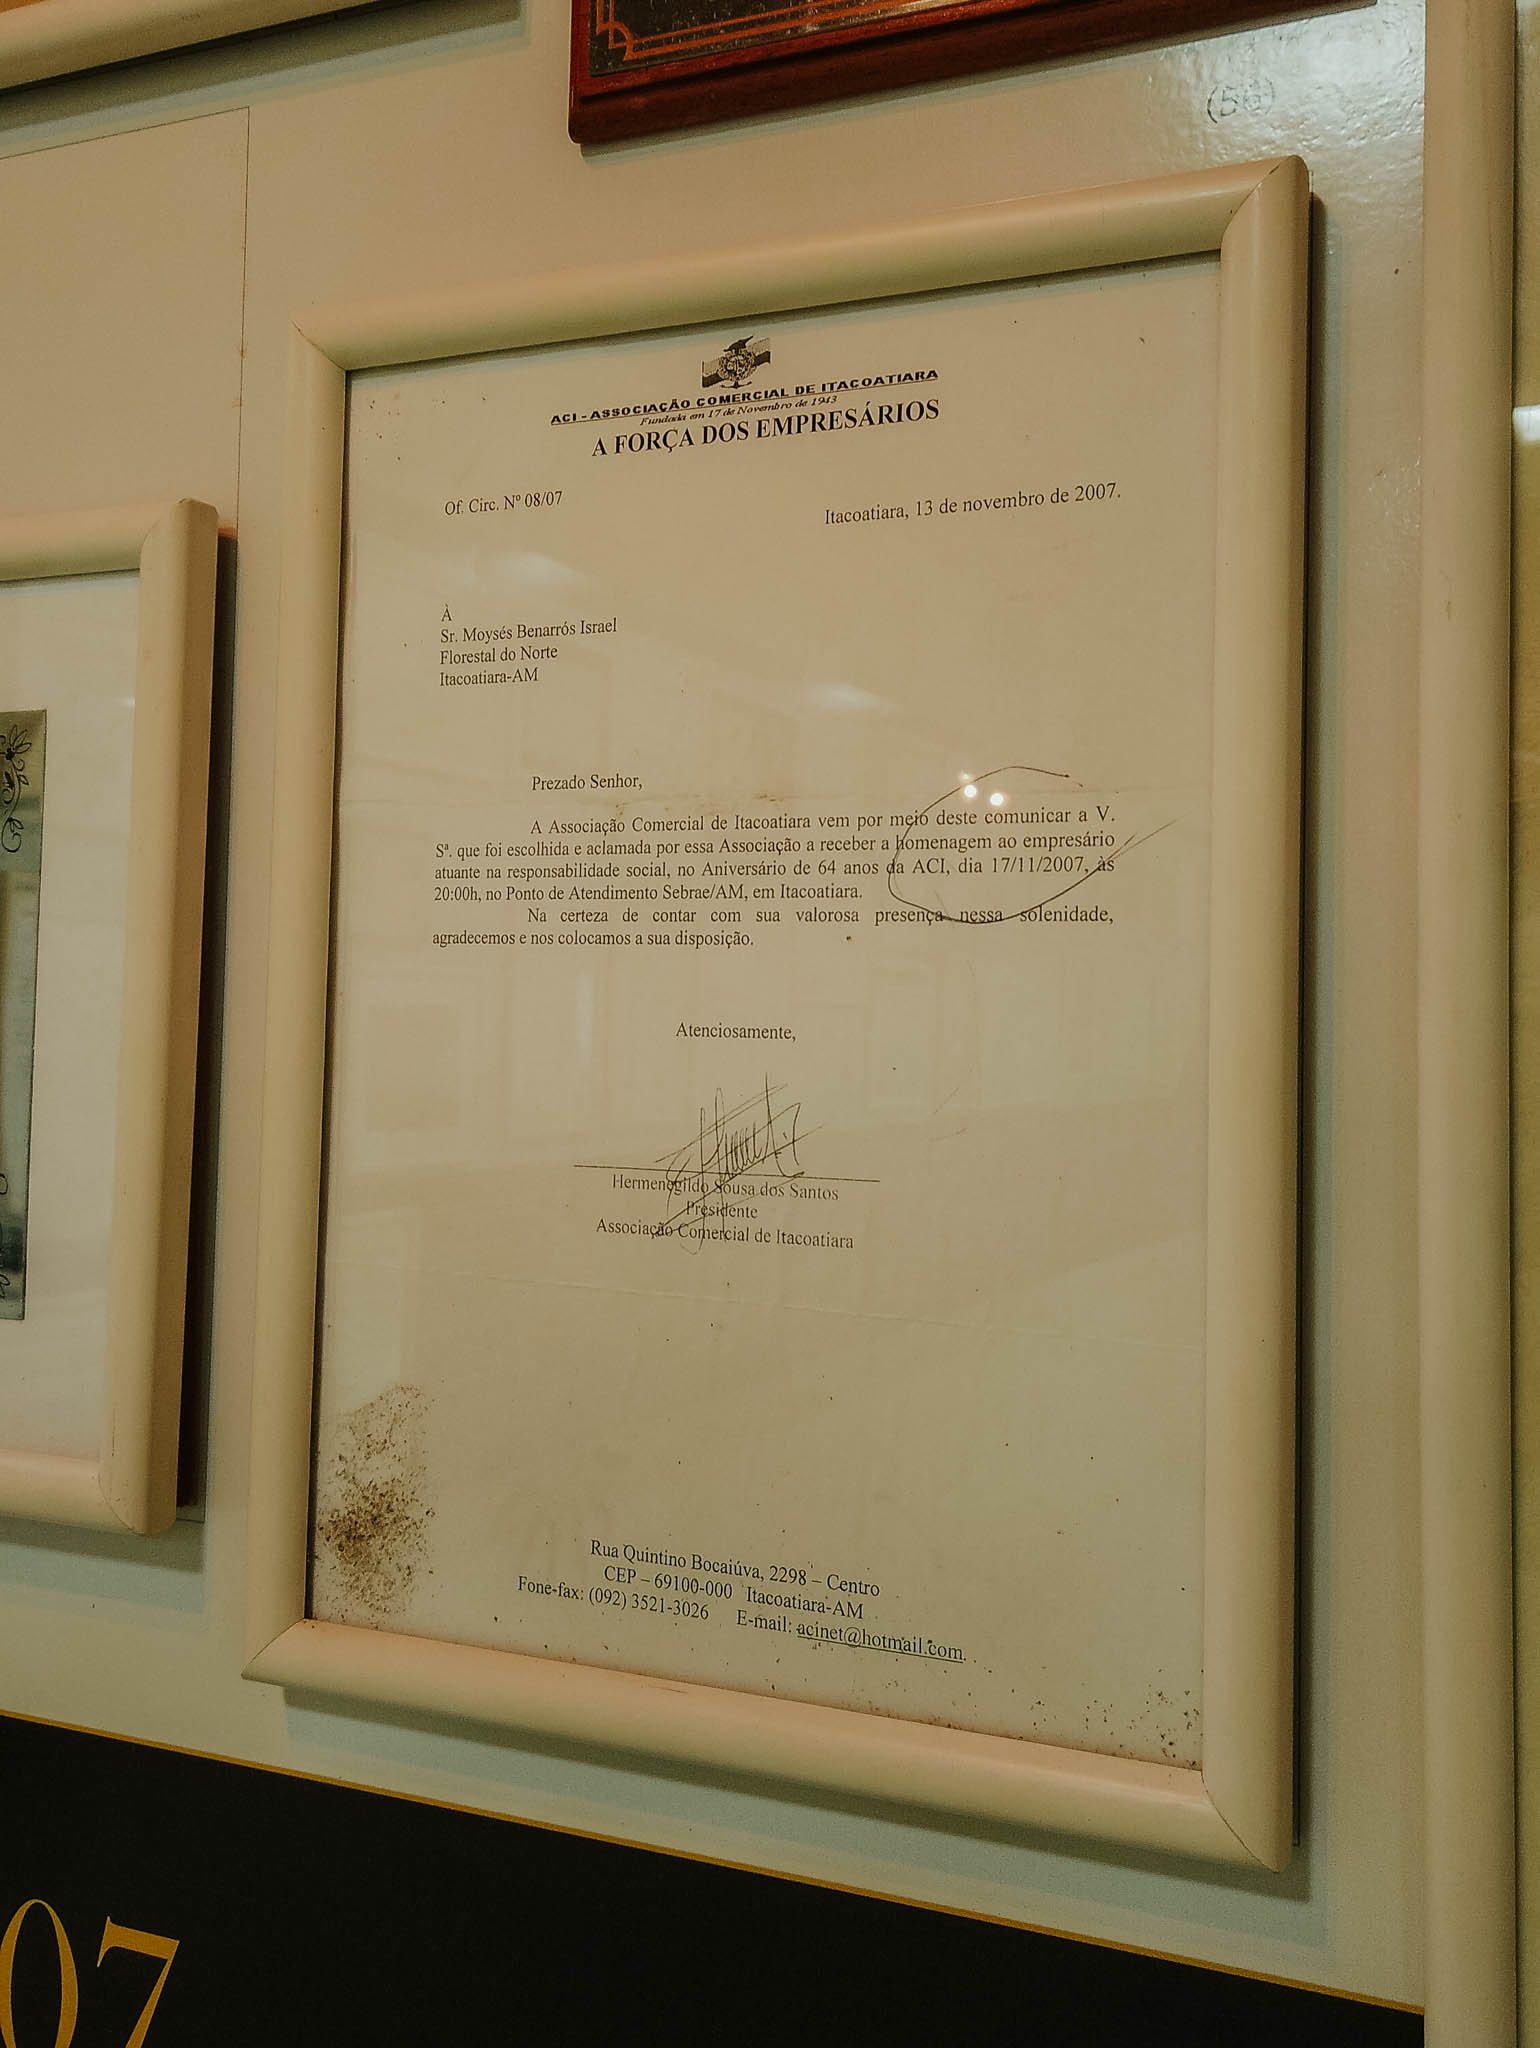 (56)
ACI - ASSOCIAÇÃO COMERCIAL DE ITACOATIARA
Fundada em 17 de Novembro de 1943
A FORÇA DOS EMPRESÁRIOS
Of. Circ. Nº 08/07
Itacoatiara, 13 de novembro de 2007.
À
Sr. Moysés Benarrós Israel
Florestal do Norte
Itacoatiara-AM
Prezado Senhor,
A Associação Comercial de Itacoatiara vem por meio deste comunicar a V.
Sª. que foi escolhida e aclamada por essa Associação a receber a homenagem ao empresário
atuante na responsabilidade social, no Aniversário de 64 anos da ACI, dia 17/11/2007, às
20:00h, no Ponto de Atendimento Sebrae/AM, em Itacoatiara.
Na certeza de contar com sua valorosa presença nessa solenidade,
agradecemos e nos colocamos a sua disposição.
Atenciosamente,
Hermenegildo Sousa dos Santos
Presidente
Associação Comercial de Itacoatiara
Rua Quintino Bocaiúva, 2298 – Centro
CEP – 69100-000 Itacoatiara-AM
Fone-fax: (092) 3521-3026 E-mail: acinet@hotmail.com.
07